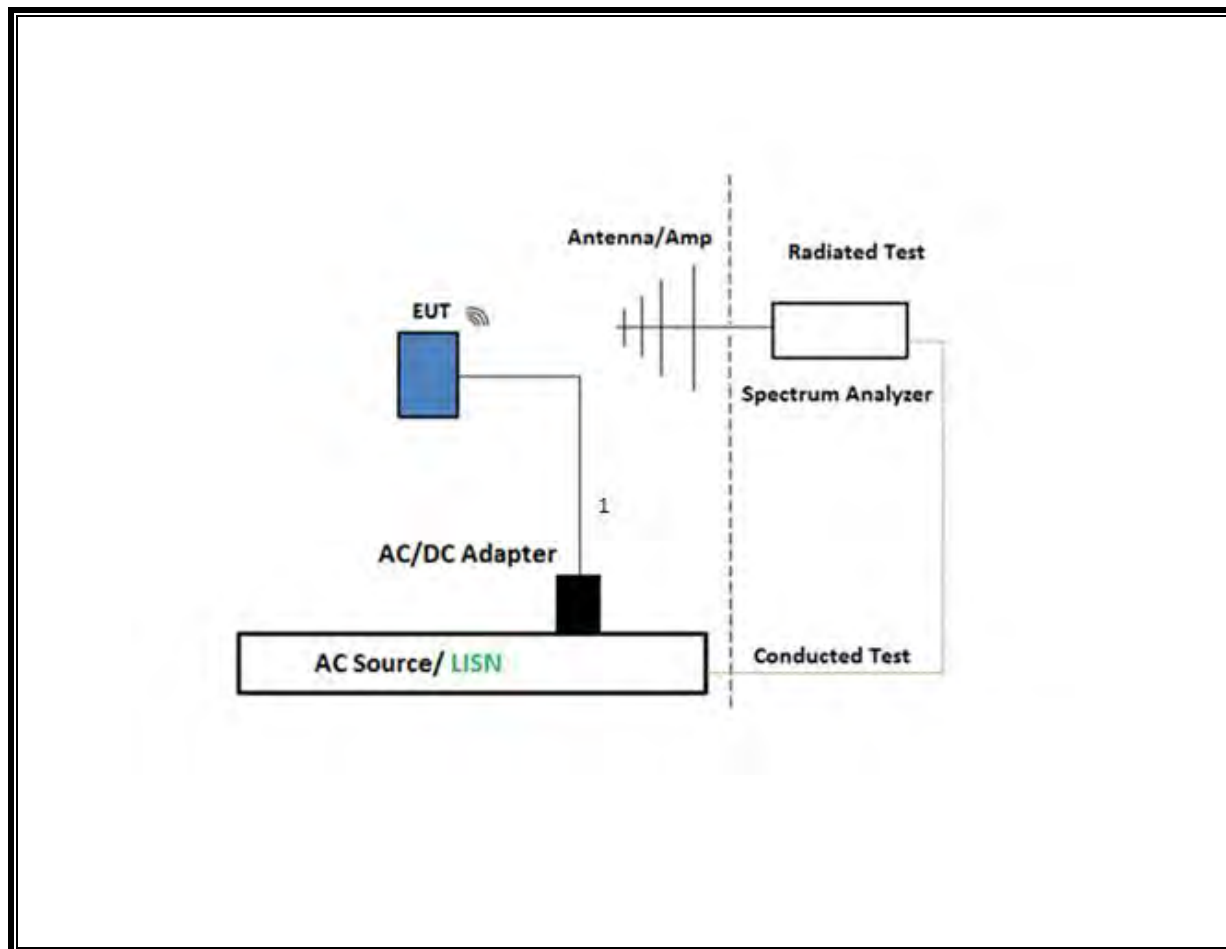 Antenna/Amp
Radiated Test
EUT
Spectrum Analyzer
1
AC/DC Adapter
AC Source/ LISN
Conducted Test